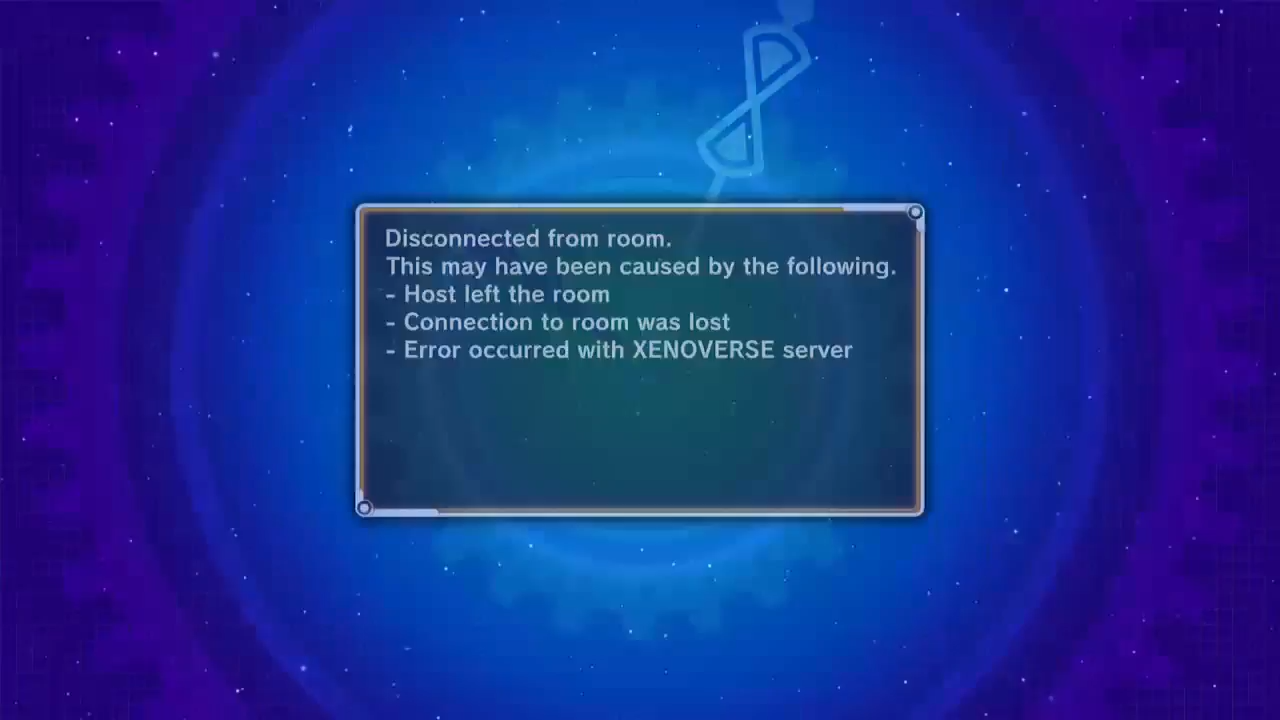 Disconnected from room.
This may have been caused by the following.
- Host left the room
- Connection to room was lost
- Error occurred with XENOVERSE server